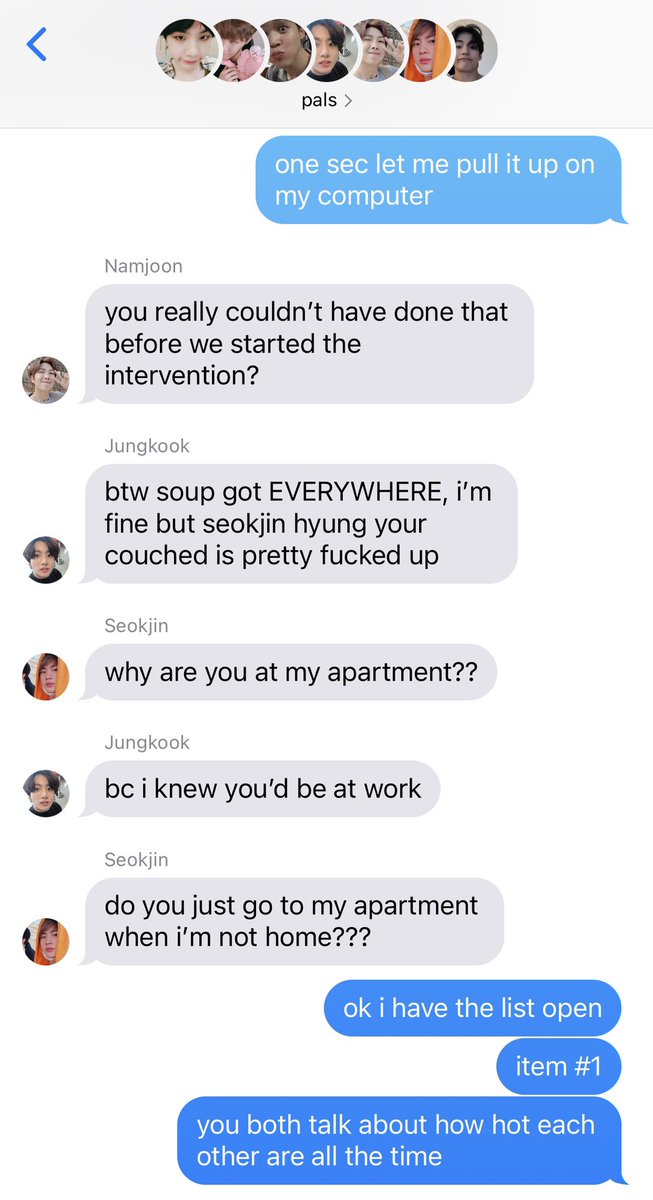 pals
one sec let me pull it up on
my computer
Namjoon
you really couldn’t have done that
before we started the
intervention?
Jungkook
btw soup got EVERYWHERE, i’m
fine but seokjin hyung your
couched is pretty fucked up
Seokjin
why are you at my apartment??
Jungkook
bc i knew you’d be at work
Seokjin
do you just go to my apartment
when i’m not home???
ok i have the list open
item #1
you both talk about how hot each
other are all the time